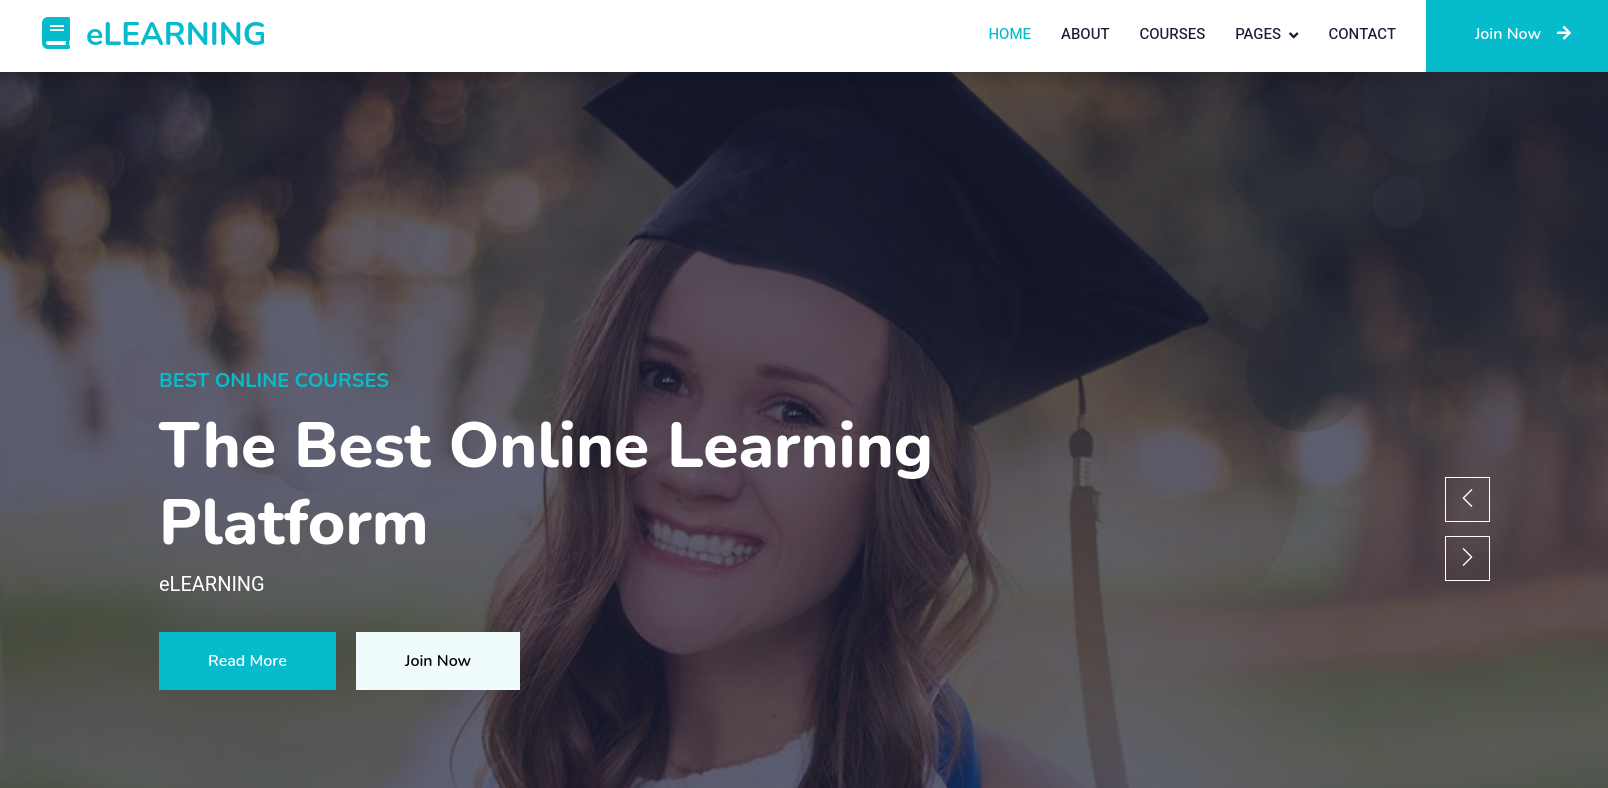 eLEARNING
HOME ABOUT COURSES PAGES CONTACT Join Now
BEST ONLINE COURSES
The Best Online Learning
Platform
eLEARNING
Read More Join Now